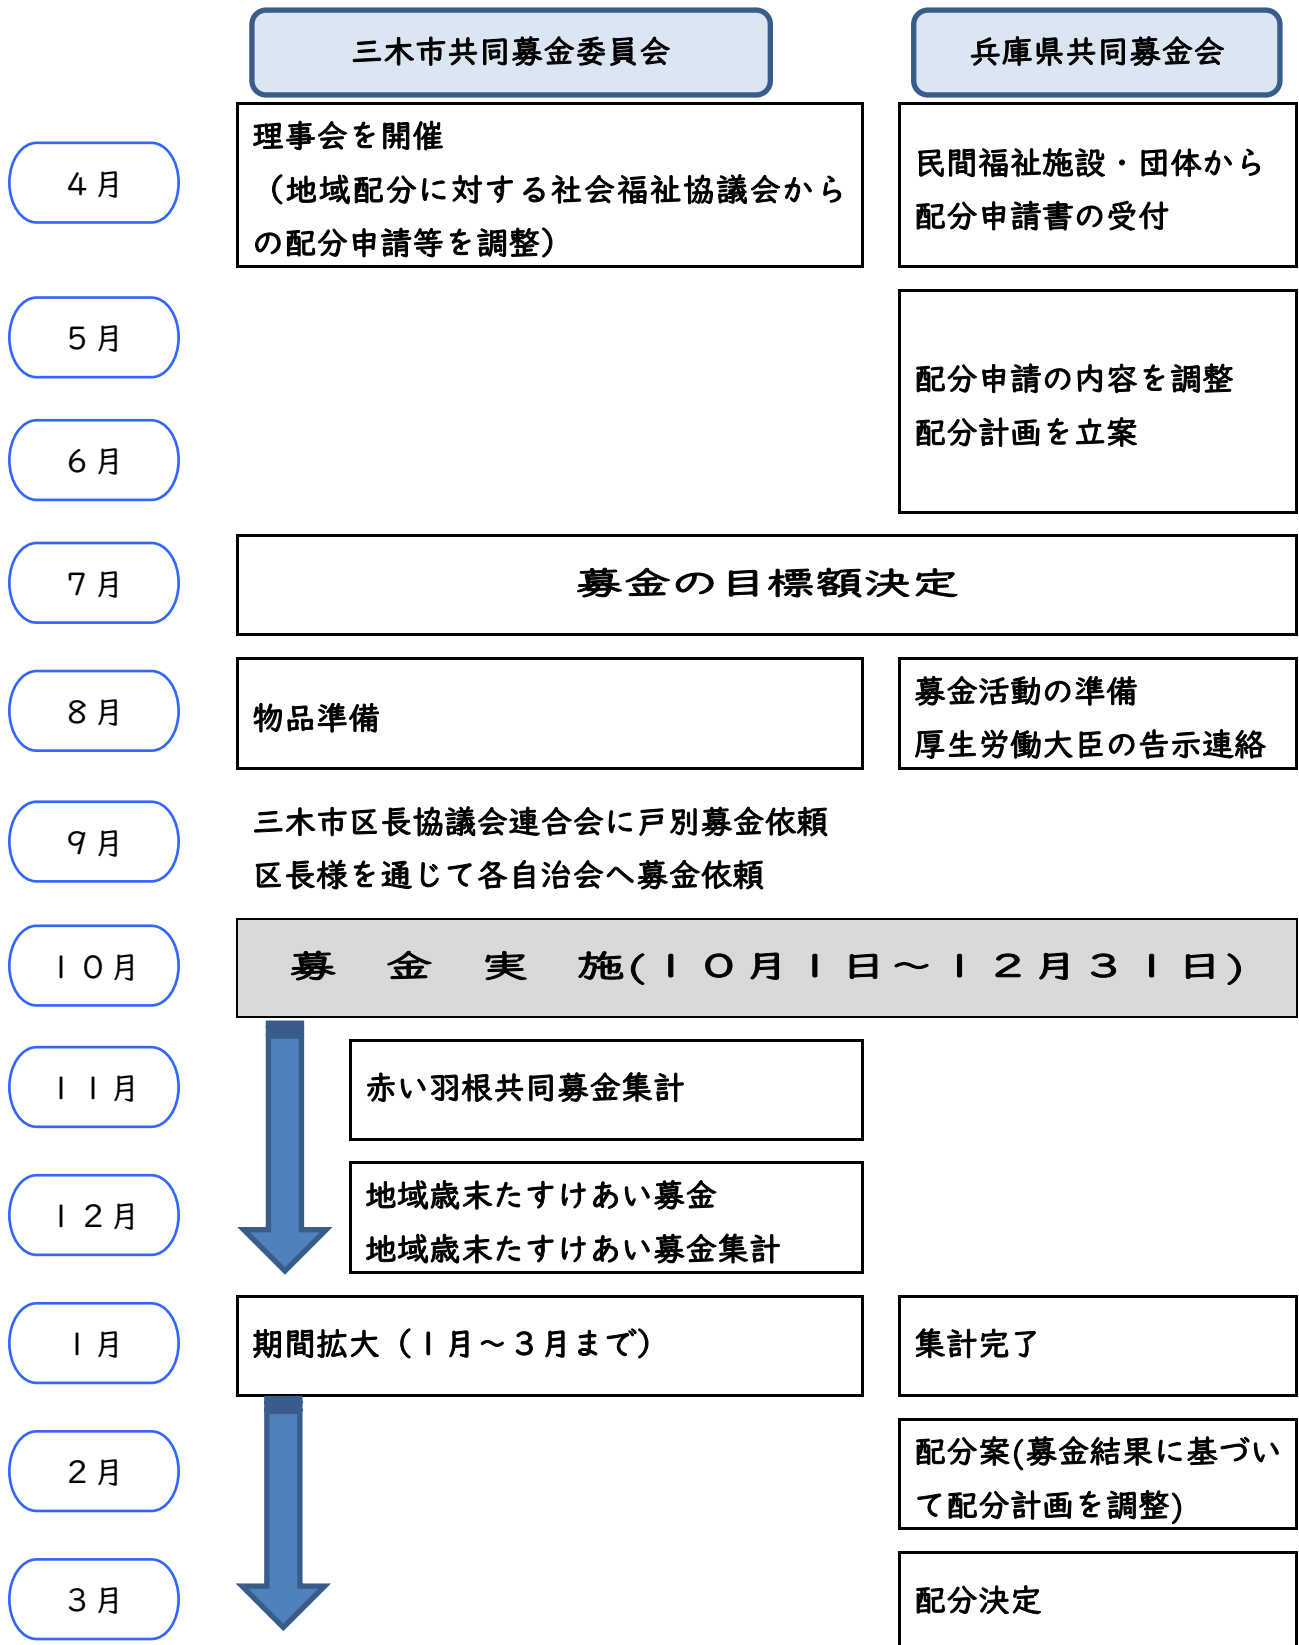 三木市共同募金委員会
兵庫県共同募金会
４月
理事会を開催
（地域配分に対する社会福祉協議会から
の配分申請等を調整）
民間福祉施設・団体から
配分申請書の受付
５月
６月
配分申請の内容を調整
配分計画を立案
７月
募金の目標額決定
８月
物品準備
募金活動の準備
厚生労働大臣の告示連絡
９月
三木市区長協議会連合会に戸別募金依頼
区長様を通じて各自治会へ募金依頼
１０月
募　金　実　施(１０月１日～１２月３１日)
１１月
赤い羽根共同募金集計
１２月
地域歳末たすけあい募金
地域歳末たすけあい募金集計
１月
期間拡大（１月～３月まで）
集計完了
２月
配分案(募金結果に基づい
て配分計画を調整)
３月
配分決定